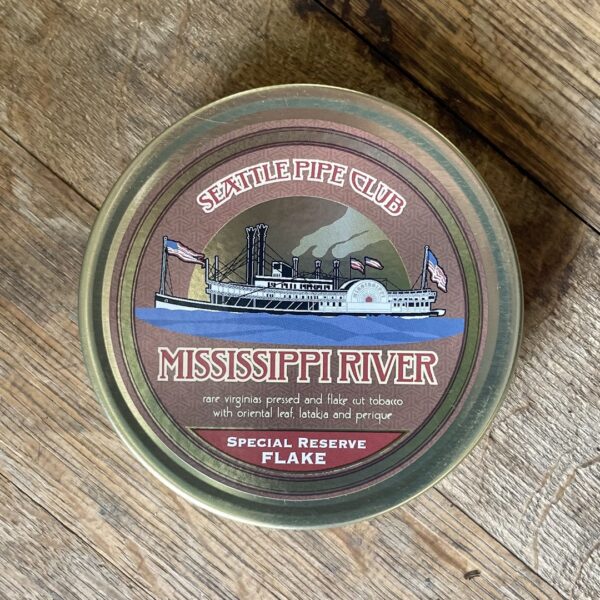 SEATTLE PIPE CLUB
MISSISSIPPI RIVER
rare virginias pressed and flake cut tobacco
with oriental leaf, latakia and perique
SPECIAL RESERVE
FLAKE